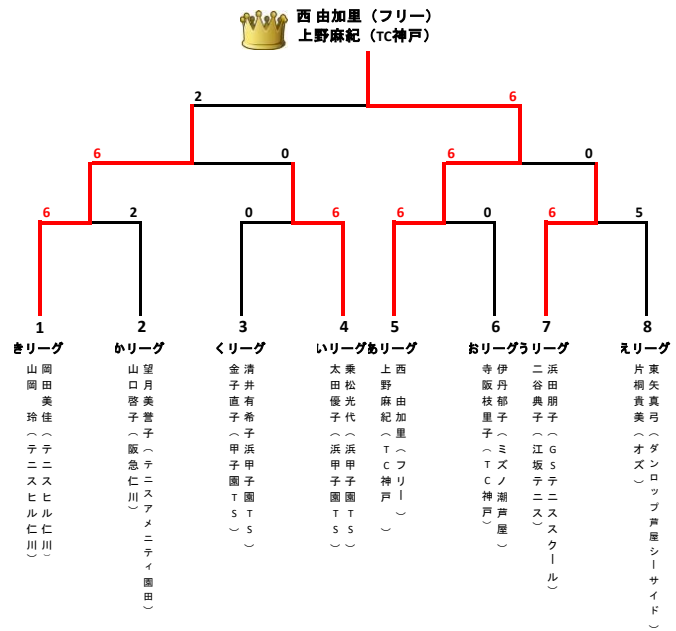 西 由加里（フリー）
上野麻紀（TC神戸）
2
6
6
0
6
0
6
2
0
6
6
0
6
5
1
2
3
4
5
6
7
8
きリーグ
かリーグ
くリーグ
いリーグ
あリーグ
おリーグ
うリーグ
えリーグ
岡田美佳（テニスヒル仁川）
山岡 玲（テニスヒル仁川）
望月美誉子（テニスアメニティ園田）
山口啓子（阪急仁川）
清井有希子浜甲子園TS）
金子直子（甲子園TS）
乗松光代（浜甲子園TS）
太田優子（浜甲子園TS）
西 由加里（フリー）
上野麻紀（TC神戸 ）
伊丹郁子（ミズノ潮芦屋）
寺阪枝里子（TC神戸）
浜田朋子（GSテニススクール）
二谷典子（江坂テニス）
東矢真弓（ダンロップ芦屋シーサイド）
片桐貴美（オズ ）